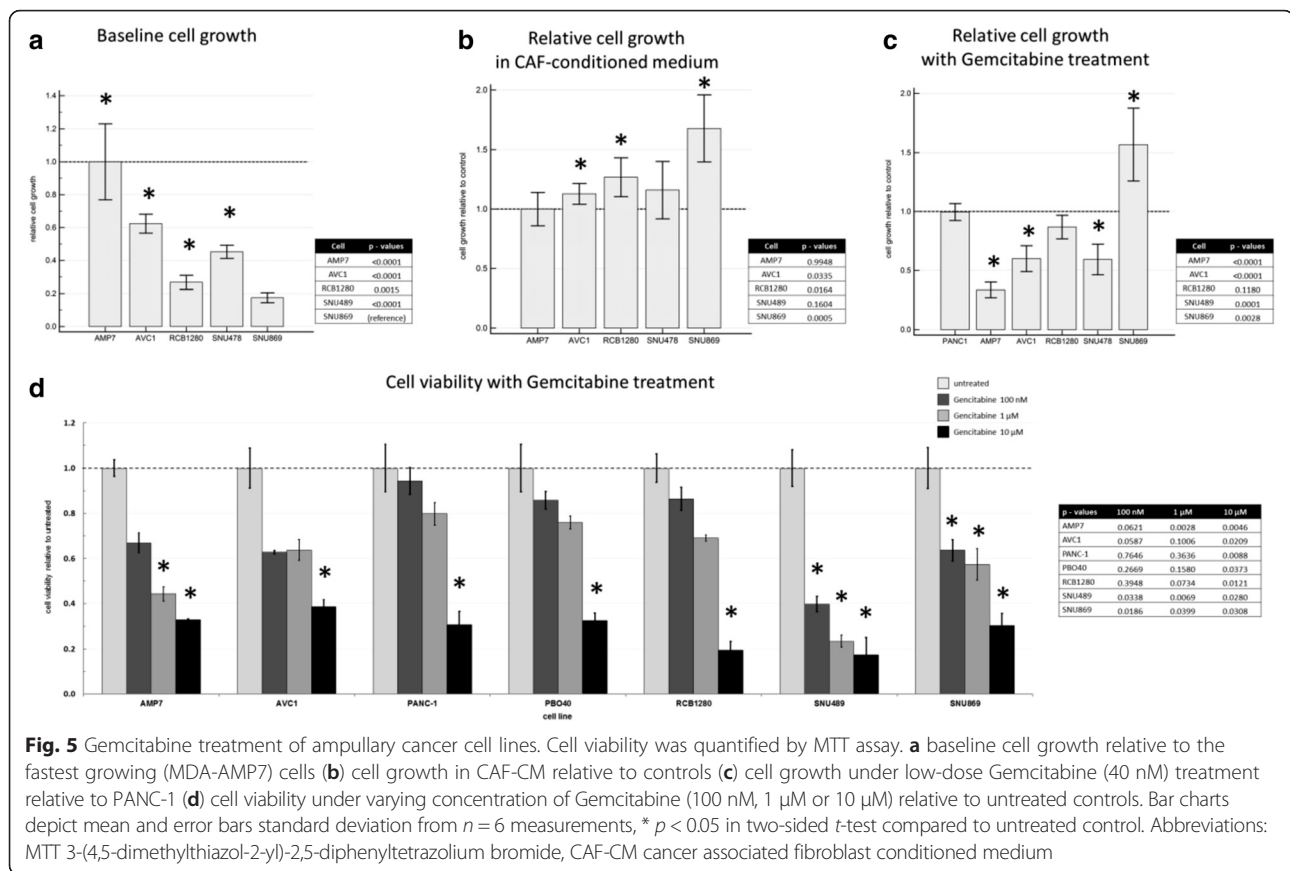 a
Baseline cell growth
relative cell growth
1.4
1.2
1.0
0.8
0.6
0.4
0.2
0.0
*
*
*
*
AMP7 AVC1 RCB1280 SNU478 SNU869
Cell p - values
AMP7 <0.0001
AVC1 <0.0001
RCB1280 0.0015
SNU489 <0.0001
SNU869 (reference)
b
Relative cell growth
in CAF-conditioned medium
cell growth relative to control
2.0
1.5
1.0
0.5
0.0
*
*
*
AMP7 AVC1 RCB1280 SNU478 SNU869
Cell p - values
AMP7 0.9948
AVC1 0.0335
RCB1280 0.0164
SNU489 0.1604
SNU869 0.0005
c
Relative cell growth
with Gemcitabine treatment
cell growth relative to control
2.0
1.5
1.0
0.5
0.0
*
*
*
*
PANC1 AMP7 AVC1 RCB1280 SNU478 SNU869
Cell p - values
AMP7 <0.0001
AVC1 <0.0001
RCB1280 0.1180
SNU489 0.0001
SNU869 0.0028
d
Cell viability with Gemcitabine treatment
untreated
Gencitabine 100 nM
Gencitabine 1 µM
Gencitabine 10 µM
cell viability relative to untreated
1.2
1.0
0.8
0.6
0.4
0.2
0.0
* *
*
*
*
*
* * *
* * *
AMP7 AVC1 PANC-1 PBO40 RCB1280 SNU489 SNU869
cell line
p - values 100 nM 1 µM 10 µM
AMP7 0.0621 0.0028 0.0046
AVC1 0.0587 0.1006 0.0209
PANC-1 0.7646 0.3636 0.0088
PBO40 0.2669 0.1580 0.0373
RCB1280 0.3948 0.0734 0.0121
SNU489 0.0338 0.0069 0.0280
SNU869 0.0186 0.0399 0.0308
Fig. 5 Gemcitabine treatment of ampullary cancer cell lines. Cell viability was quantified by MTT assay. a baseline cell growth relative to the
fastest growing (MDA-AMP7) cells (b) cell growth in CAF-CM relative to controls (c) cell growth under low-dose Gemcitabine (40 nM) treatment
relative to PANC-1 (d) cell viability under varying concentration of Gemcitabine (100 nM, 1 µM or 10 µM) relative to untreated controls. Bar charts
depict mean and error bars standard deviation from n = 6 measurements, * p < 0.05 in two-sided t-test compared to untreated control. Abbreviations:
MTT 3-(4,5-dimethylthiazol-2-yl)-2,5-diphenyltetrazolium bromide, CAF-CM cancer associated fibroblast conditioned medium